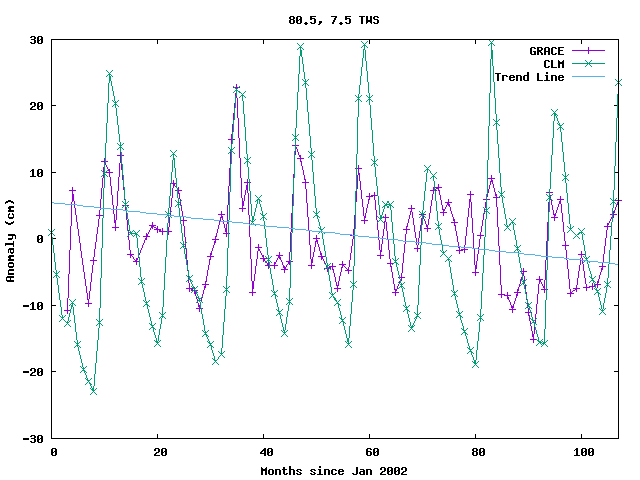 80.5, 7.5 TWS
GRACE
CLM
Trend Line
30
20
10
0
-10
-20
-30
Anomaly (cm)
0 20 40 60 80 100
Months since Jan 2002